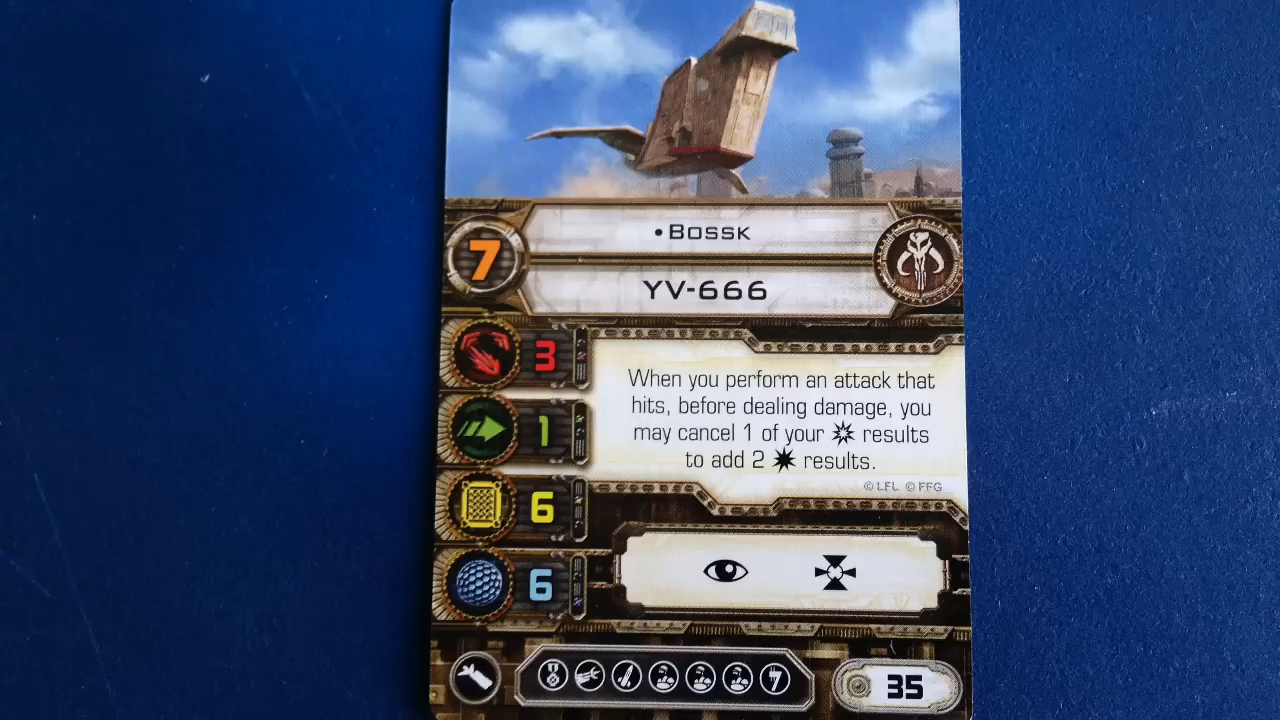 7
•Bossk
YV-666
3
1
6
6
When you perform an attack that
hits, before dealing damage, you
may cancel 1 of your results
to add 2 results.
© LFL © FFG
35